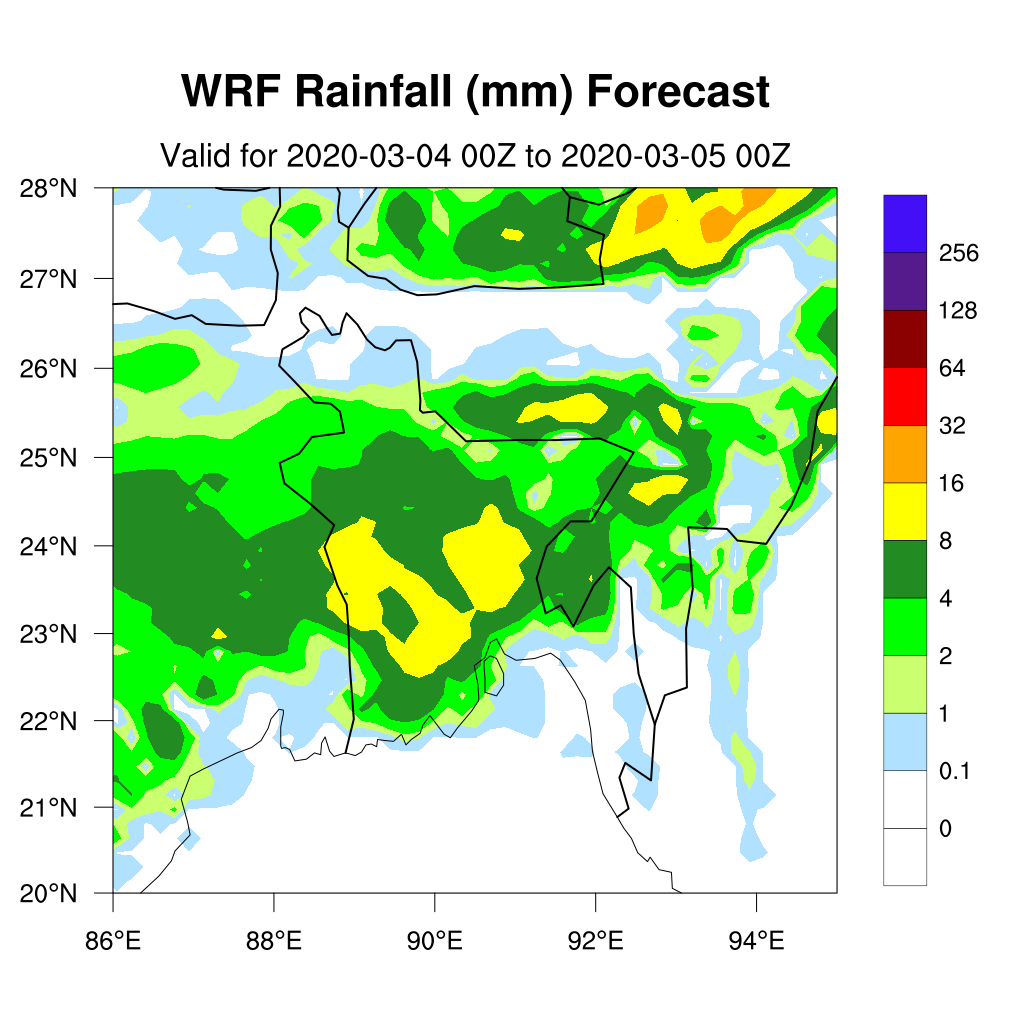 WRF Rainfall (mm) Forecast
Valid for 2020-03-04 00Z to 2020-03-05 00Z
28°N
27°N
26°N
25°N
24°N
23°N
22°N
21°N
20°N
86°E 88°E 90°E 92°E 94°E
256
128
64
32
16
8
4
2
1
0.1
0